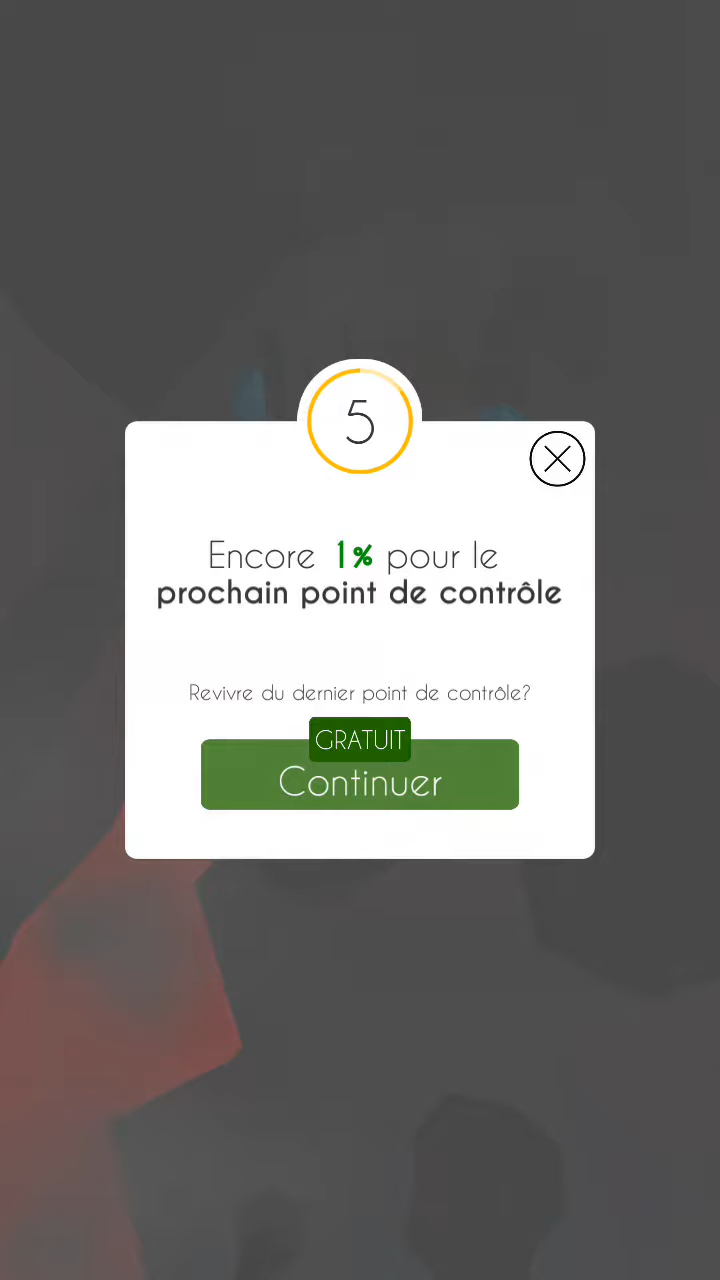 5
Encore 1% pour le
prochain point de contrôle
Revivre du dernier point de contrôle?
GRATUIT
Continuer